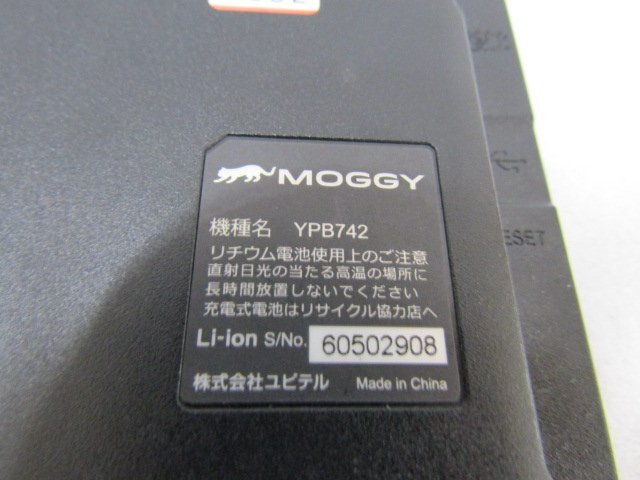 MOGGY
機種名 YPB742
リチウム電池使用上のご注意
直射日光の当たる高温の場所に
長時間放置しないでください
充電式電池はリサイクル協力店へ
Li-ion S/No. 60502908
株式会社ユピテル Made in China